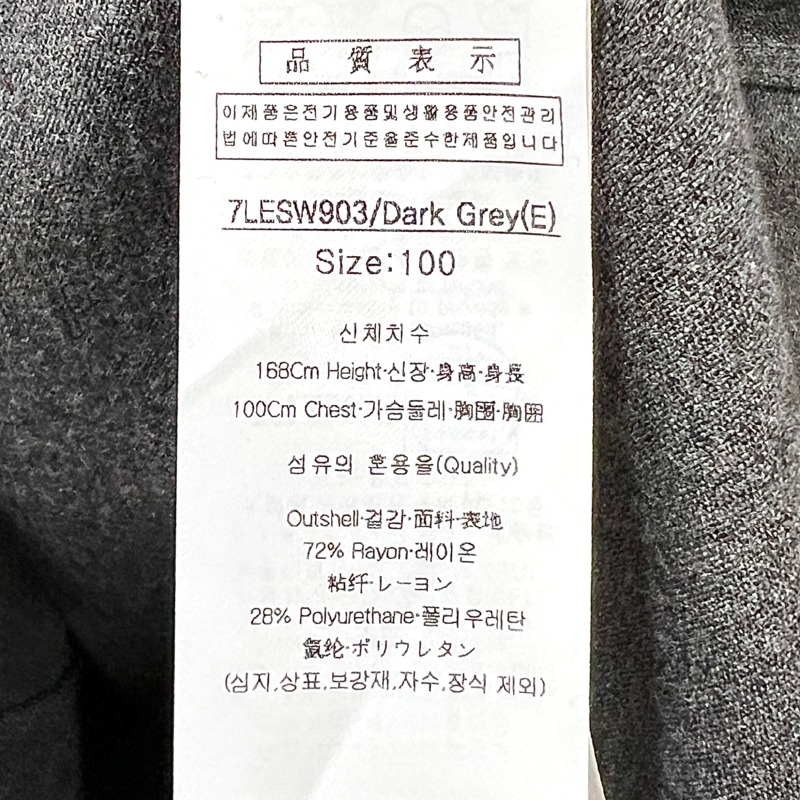 品質表示
이제품은전기용품및생활용품안전관리
법에따른안전기준을준수한제품입니다
7LESW903/Dark Grey(E)
Size:100
신체치수
168Cm Height·신장·身高·身長
100Cm Chest·가슴둘레·胸围·胸囲
섬유의 혼용율(Quality)
Outshell·겉감·面料·表地
72% Rayon·레이온
粘纤·レーヨン
28% Polyurethane·폴리우레탄
氨纶·ポリウレタン
(심지,상표,보강재,자수,장식 제외)